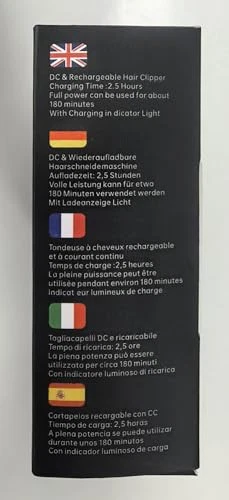 DC & Rechargeable Hair Clipper
Charging Time :2.5 Hours
Full power can be used for about
180 minutes
With Charging in dicator Light
DC & Wiederaufladbare
Haarschneidemaschine
Aufladezeit: 2,5 Stunden
Volle Leistung kann für etwa
180 Minuten verwendet werden
Mit Ladeanzeige Licht
Tondeuse à cheveux rechargeable
et à courant continu
Temps de charge :2,5 heures
La pleine puissance peut être
utilisée pendant environ 180 minutes
Indicat eur lumineux de charge
Tagliacapelli DC e ricaricabile
Tempo di ricarica: 2,5 ore
La piena potenza può essere
utilizzata per circa 180 minuti
Con indicatore luminoso di ricarica
Cortapelos recargable con CC
Tiempo de carga: 2,5 horas
A plena potencia se puede utilizar
durante unos 180 minutos
Con indicador luminoso de carga